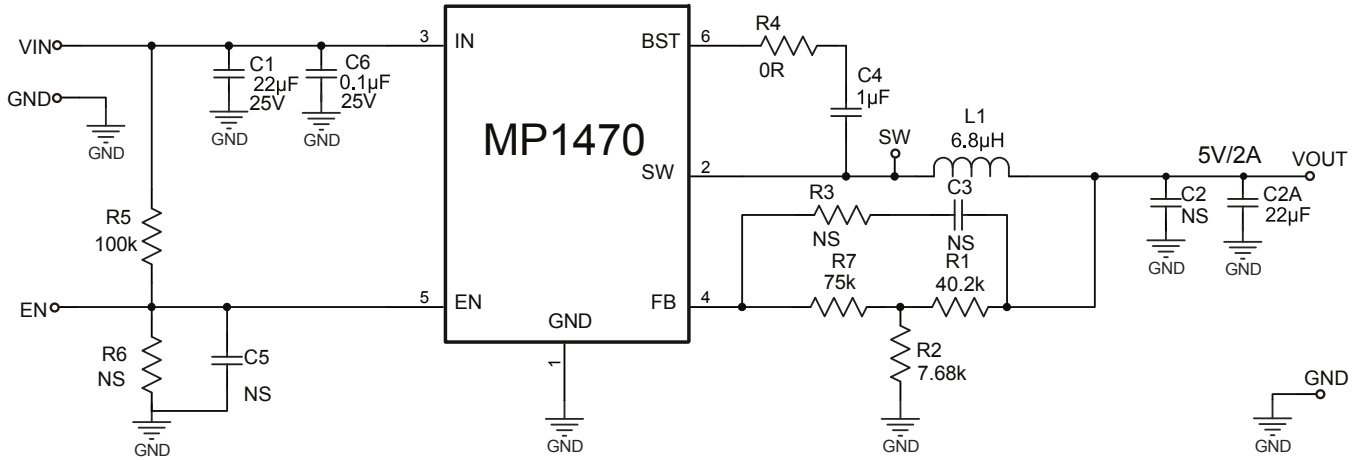 VIN
GND
GND
C1
22µF
25V
GND
C6
0.1µF
25V
GND
R5
100k
EN
R6
NS
C5
NS
GND
3
IN
5
EN
MP1470
GND
1
GND
BST
6
SW
2
FB
4
R4
0R
C4
1µF
SW
L1
6.8µH
R3
NS
C3
NS
R7
75k
R1
40.2k
R2
7.68k
GND
5V/2A
VOUT
C2
NS
GND
C2A
22µF
GND
GND
GND